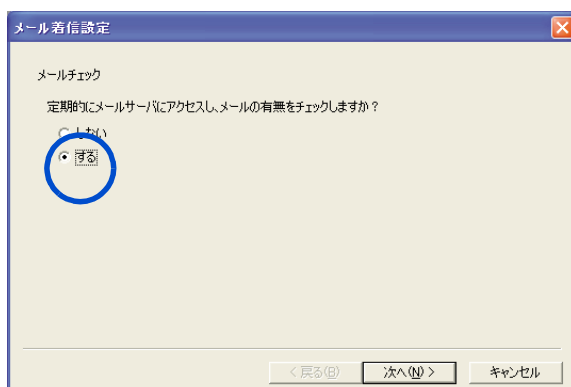 メール着信設定
メールチェック
定期的にメールサーバにアクセスし、メールの有無をチェックしますか?
しない
する
< 戻る(B)
次へ(N) >
キャンセル